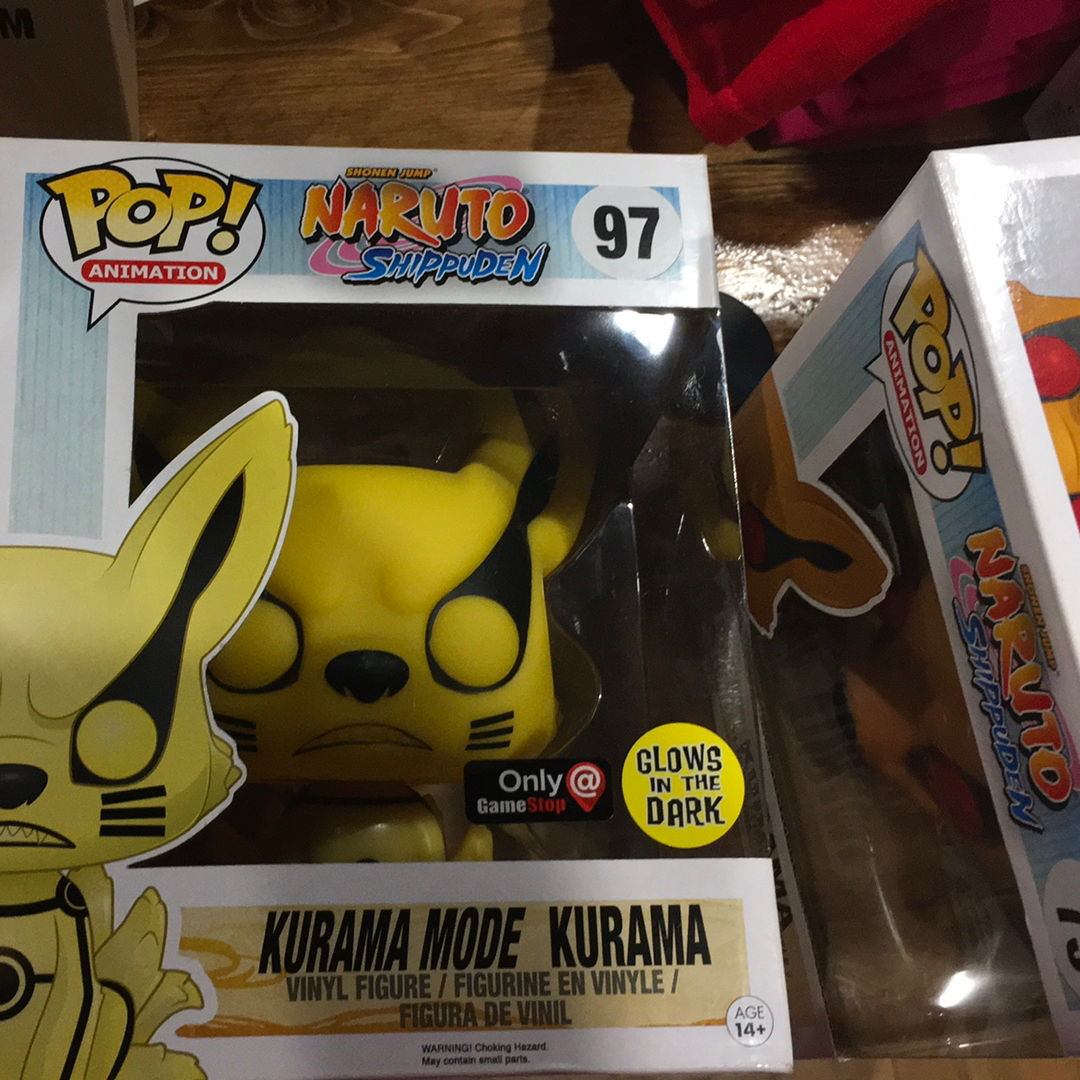 M
POP!
ANIMATION
SHONEN JUMP
NARUTO
SHIPPUDEN
97
Only @
GameStop
GLOWS
IN THE
DARK
KURAMA MODE KURAMA
VINYL FIGURE / FIGURINE EN VINYLE /
FIGURA DE VINIL
AGE
14+
WARNING! Choking Hazard.
May contain small parts.
POP!
ANIMATION
SHONEN JUMP
NARUTO
SHIPPUDEN